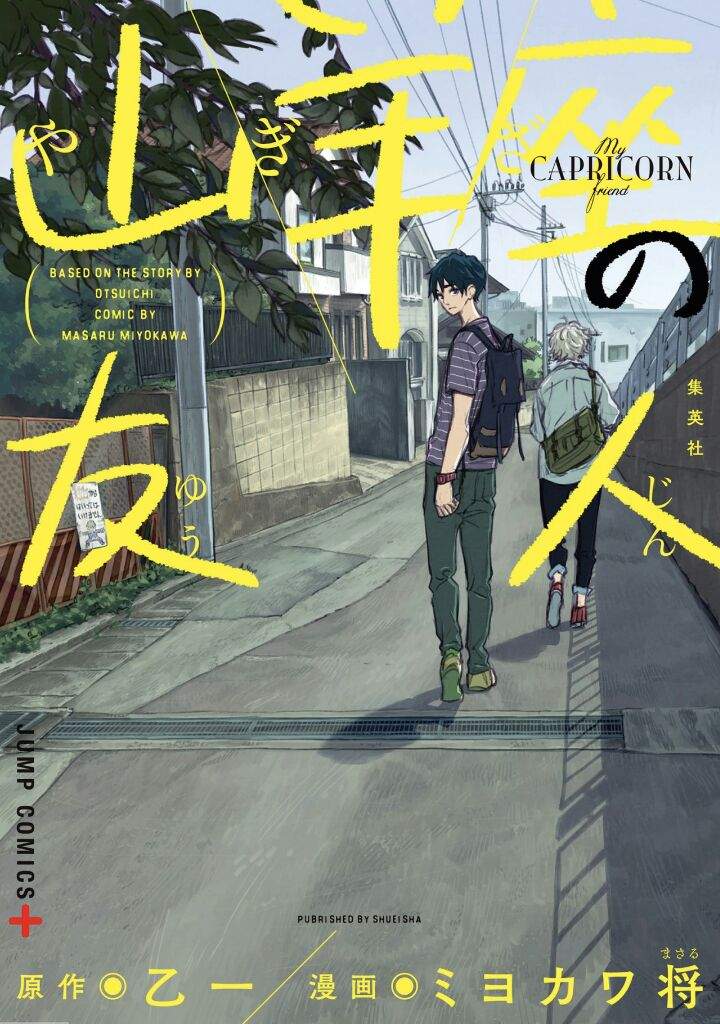 山羊座の
やぎざ
My
CAPRICORN
friend
BASED ON THE STORY BY
OTSUICHI
COMIC BY
MASARU MIYOKAWA
友人
ゆうじん
集英社
JUMP COMICS+
PUBRISHED BY SHUEISHA
原作◉乙一/漫画◉ミヨカワ将
まさる